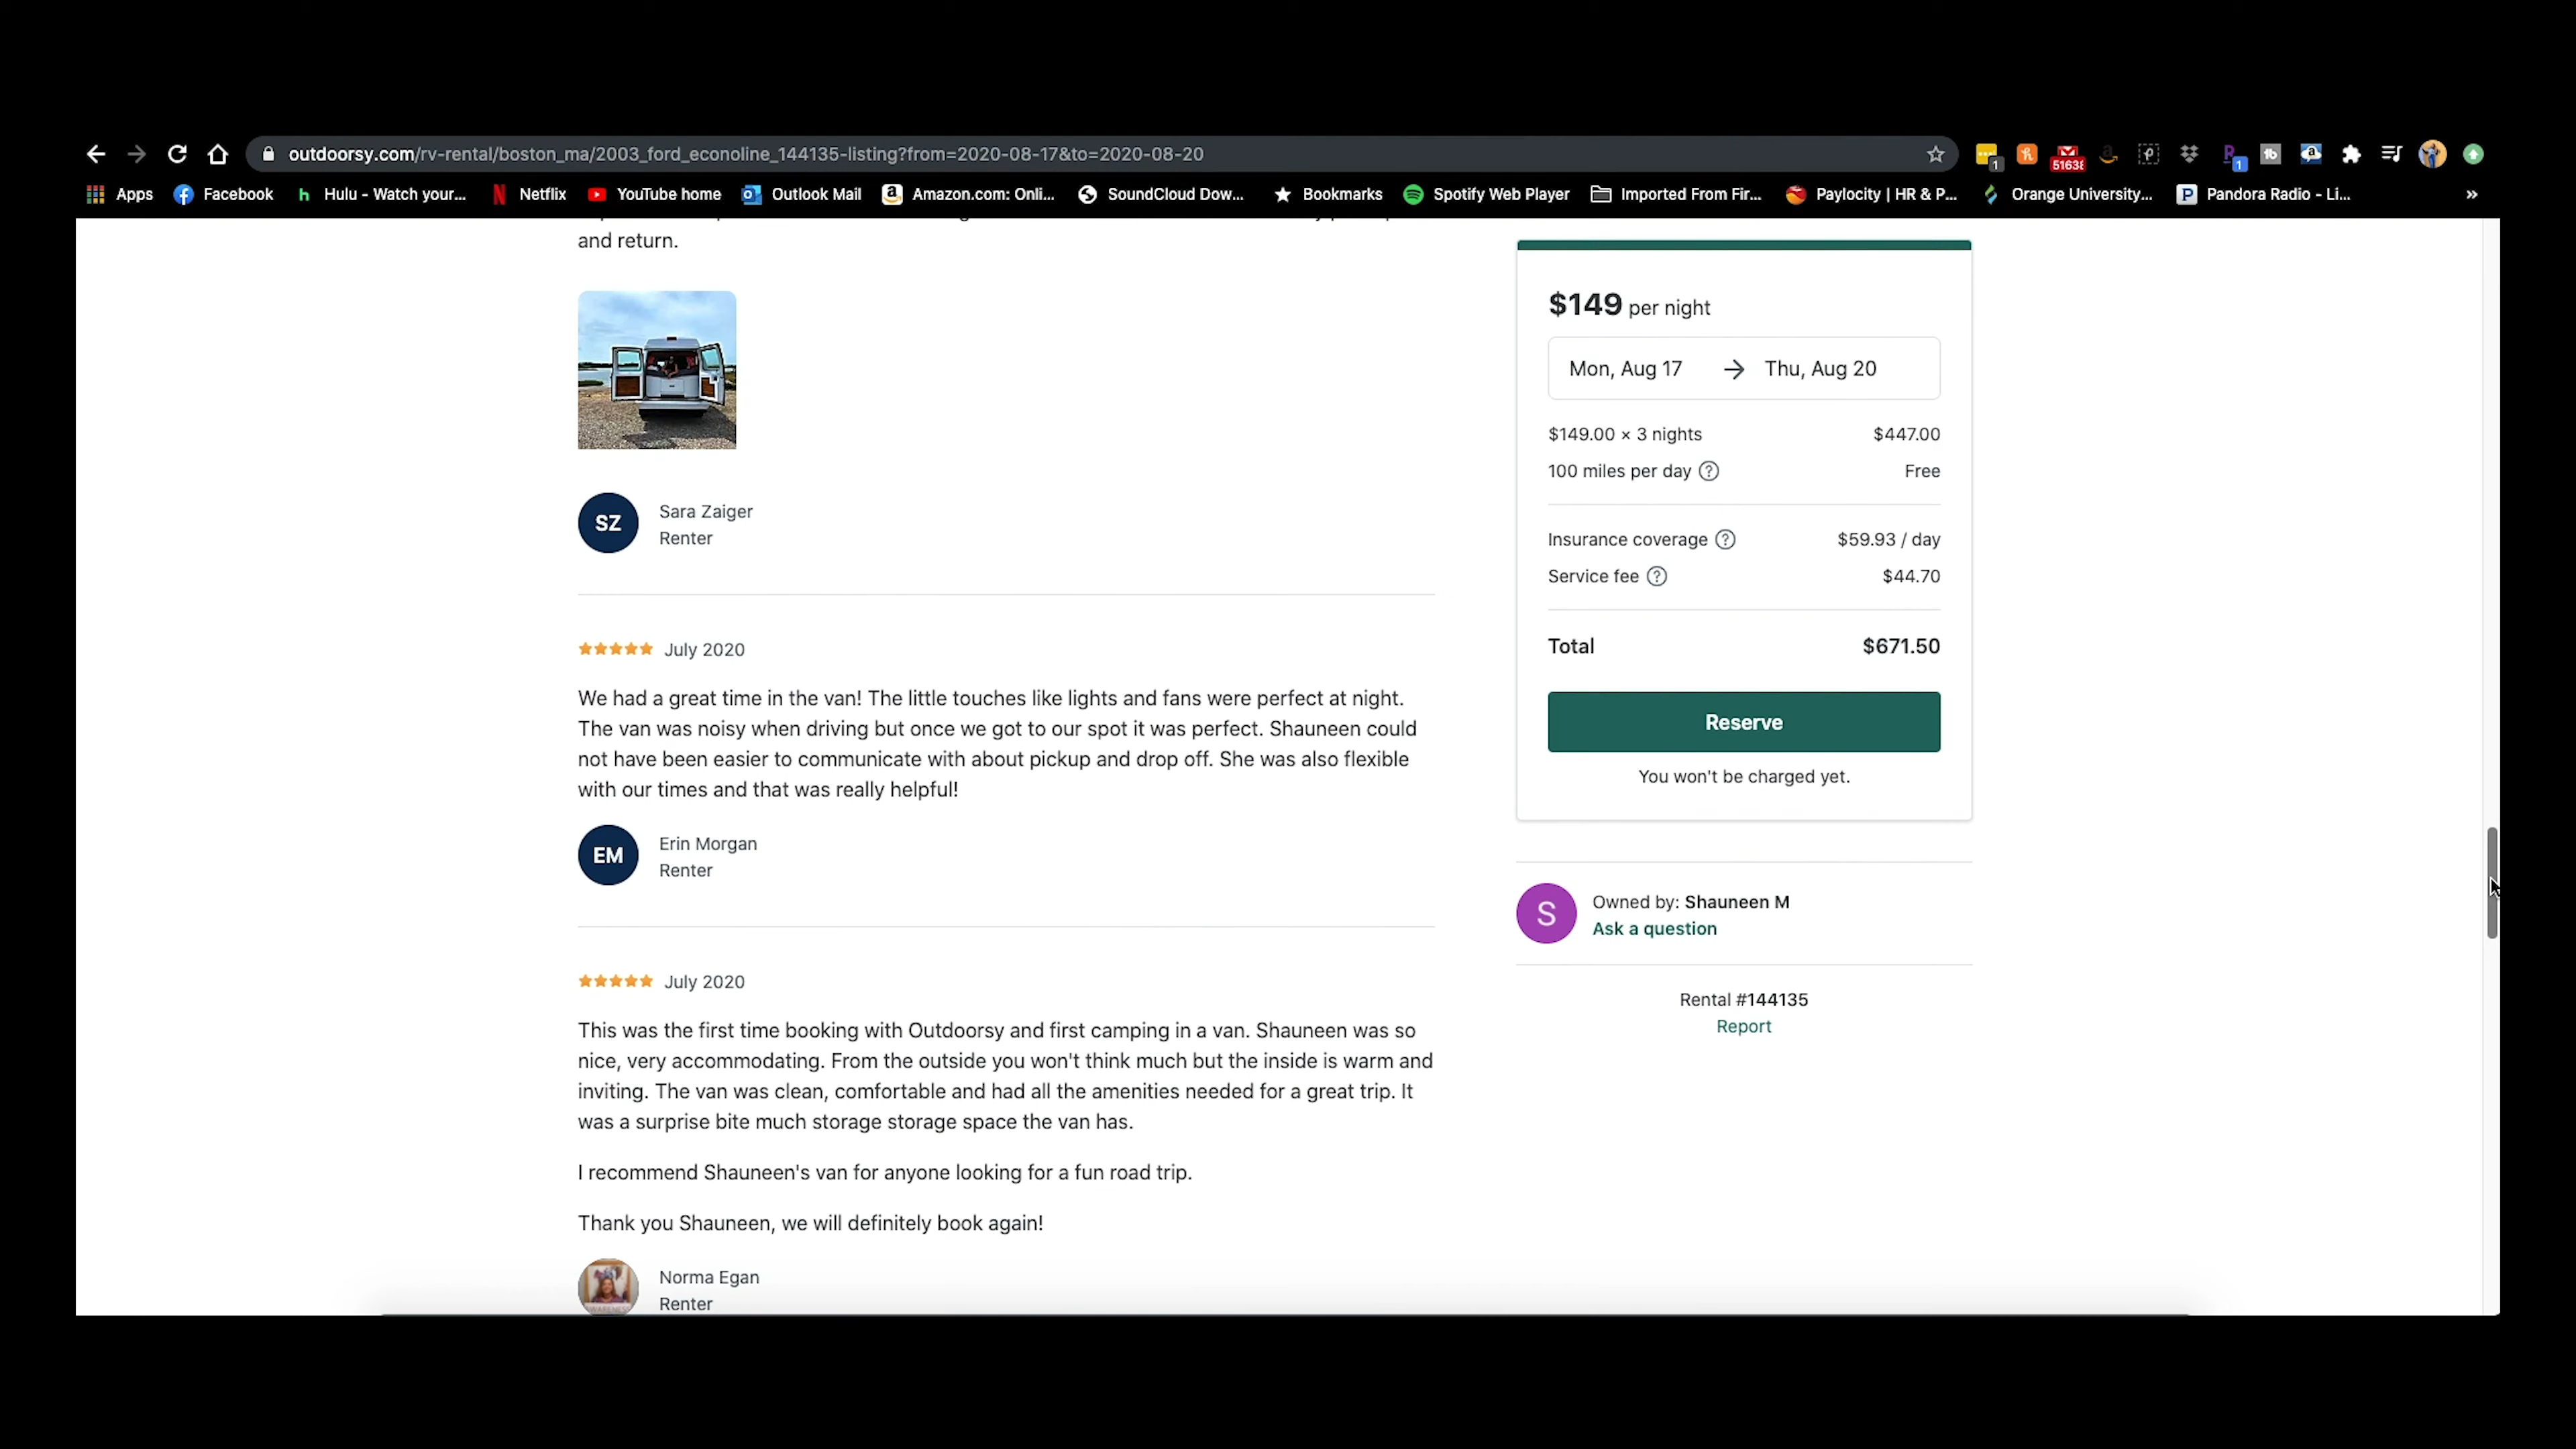 outdoorsy.com/rv-rental/boston_ma/2003_ford_econoline_144135-listing?from=2020-08-17&to=2020-08-20
1
51638
1
Apps
Facebook
Hulu - Watch your...
Netflix
YouTube home
Outlook Mail
Amazon.com: Onli...
SoundCloud Dow...
Bookmarks
Spotify Web Player
Imported From Fir...
Paylocity | HR & P...
Orange University...
Pandora Radio - Li...
and return.
SZ
Sara Zaiger
Renter
July 2020
We had a great time in the van! The little touches like lights and fans were perfect at night.
The van was noisy when driving but once we got to our spot it was perfect. Shauneen could
not have been easier to communicate with about pickup and drop off. She was also flexible
with our times and that was really helpful!
EM
Erin Morgan
Renter
July 2020
This was the first time booking with Outdoorsy and first camping in a van. Shauneen was so
nice, very accommodating. From the outside you won't think much but the inside is warm and
inviting. The van was clean, comfortable and had all the amenities needed for a great trip. It
was a surprise bite much storage storage space the van has.
I recommend Shauneen's van for anyone looking for a fun road trip.
Thank you Shauneen, we will definitely book again!
Norma Egan
Renter
$149 per night
Mon, Aug 17 → Thu, Aug 20
$149.00 × 3 nights $447.00
100 miles per day ? Free
Insurance coverage ? $59.93 / day
Service fee ? $44.70
Total $671.50
Reserve
You won't be charged yet.
S
Owned by: Shauneen M
Ask a question
Rental #144135
Report